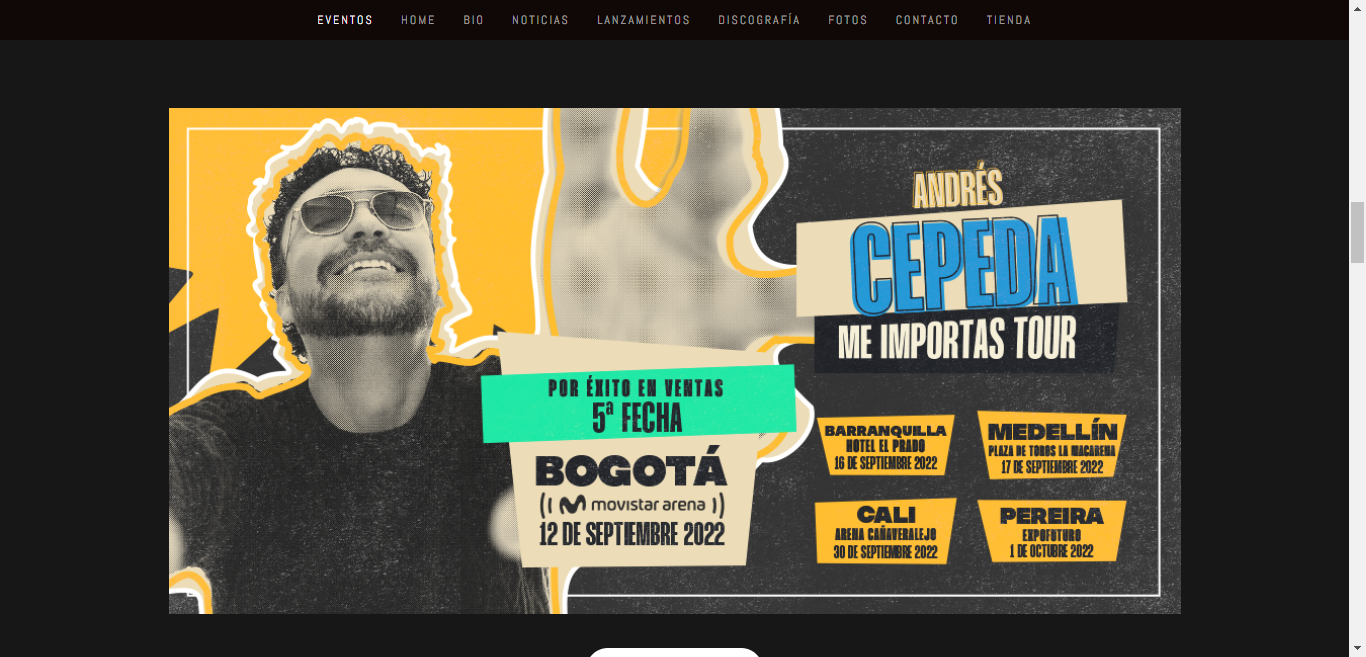 EVENTOS HOME BIO NOTICIAS LANZAMIENTOS DISCOGRAFÍA FOTOS CONTACTO TIENDA
ANDRÉS
CEPEDA
ME IMPORTAS TOUR
POR ÉXITO EN VENTAS
5ª FECHA
BOGOTÁ
movistar arena
12 DE SEPTIEMBRE 2022
BARRANQUILLA
HOTEL EL PRADO
16 DE SEPTIEMBRE 2022
MEDELLÍN
PLAZA DE TOROS LA MACARENA
17 DE SEPTIEMBRE 2022
CALI
ARENA CAÑAVERALEJO
30 DE SEPTIEMBRE 2022
PEREIRA
EXPOFUTURO
1 DE OCTUBRE 2022